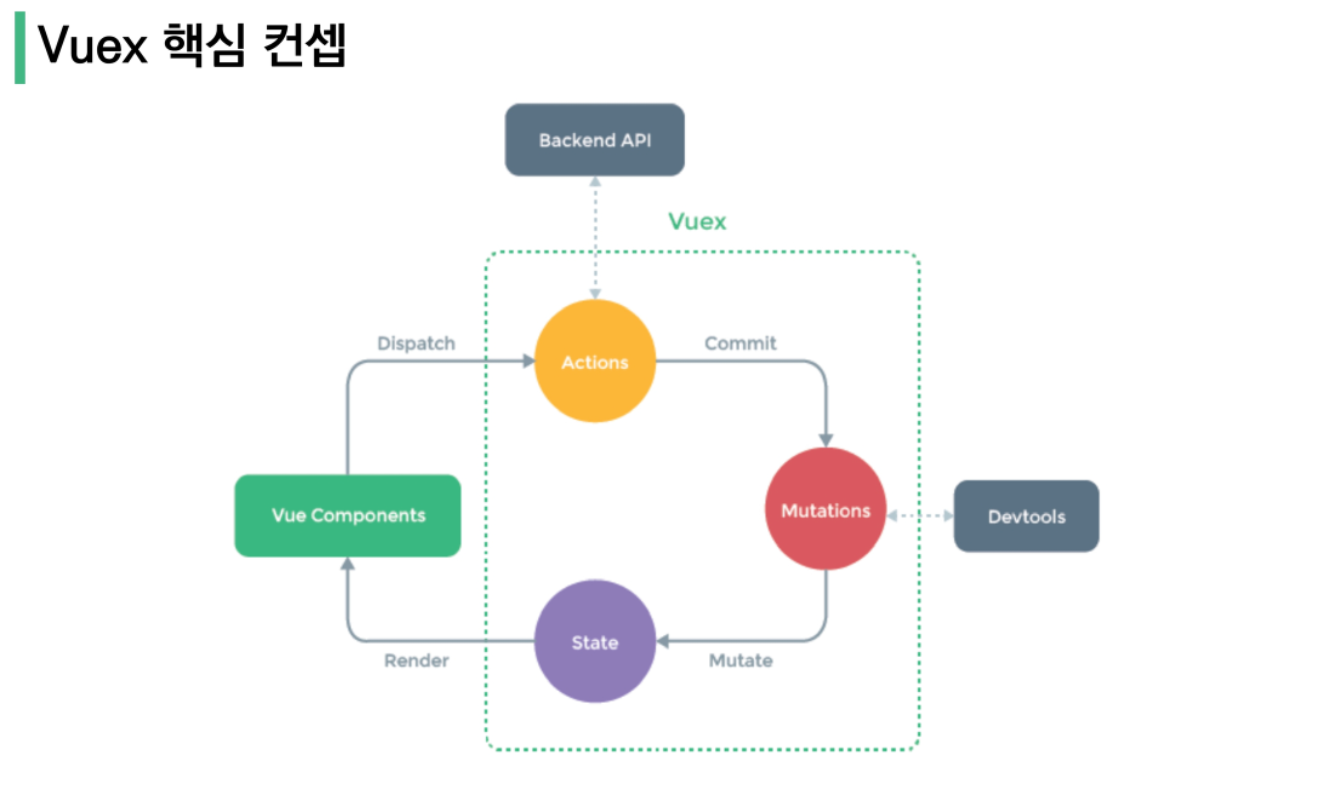 Vuex 핵심 컨셉
Backend API
Vuex
Dispatch
Commit
Actions
Mutations
Vue Components
Devtools
State
Render
Mutate